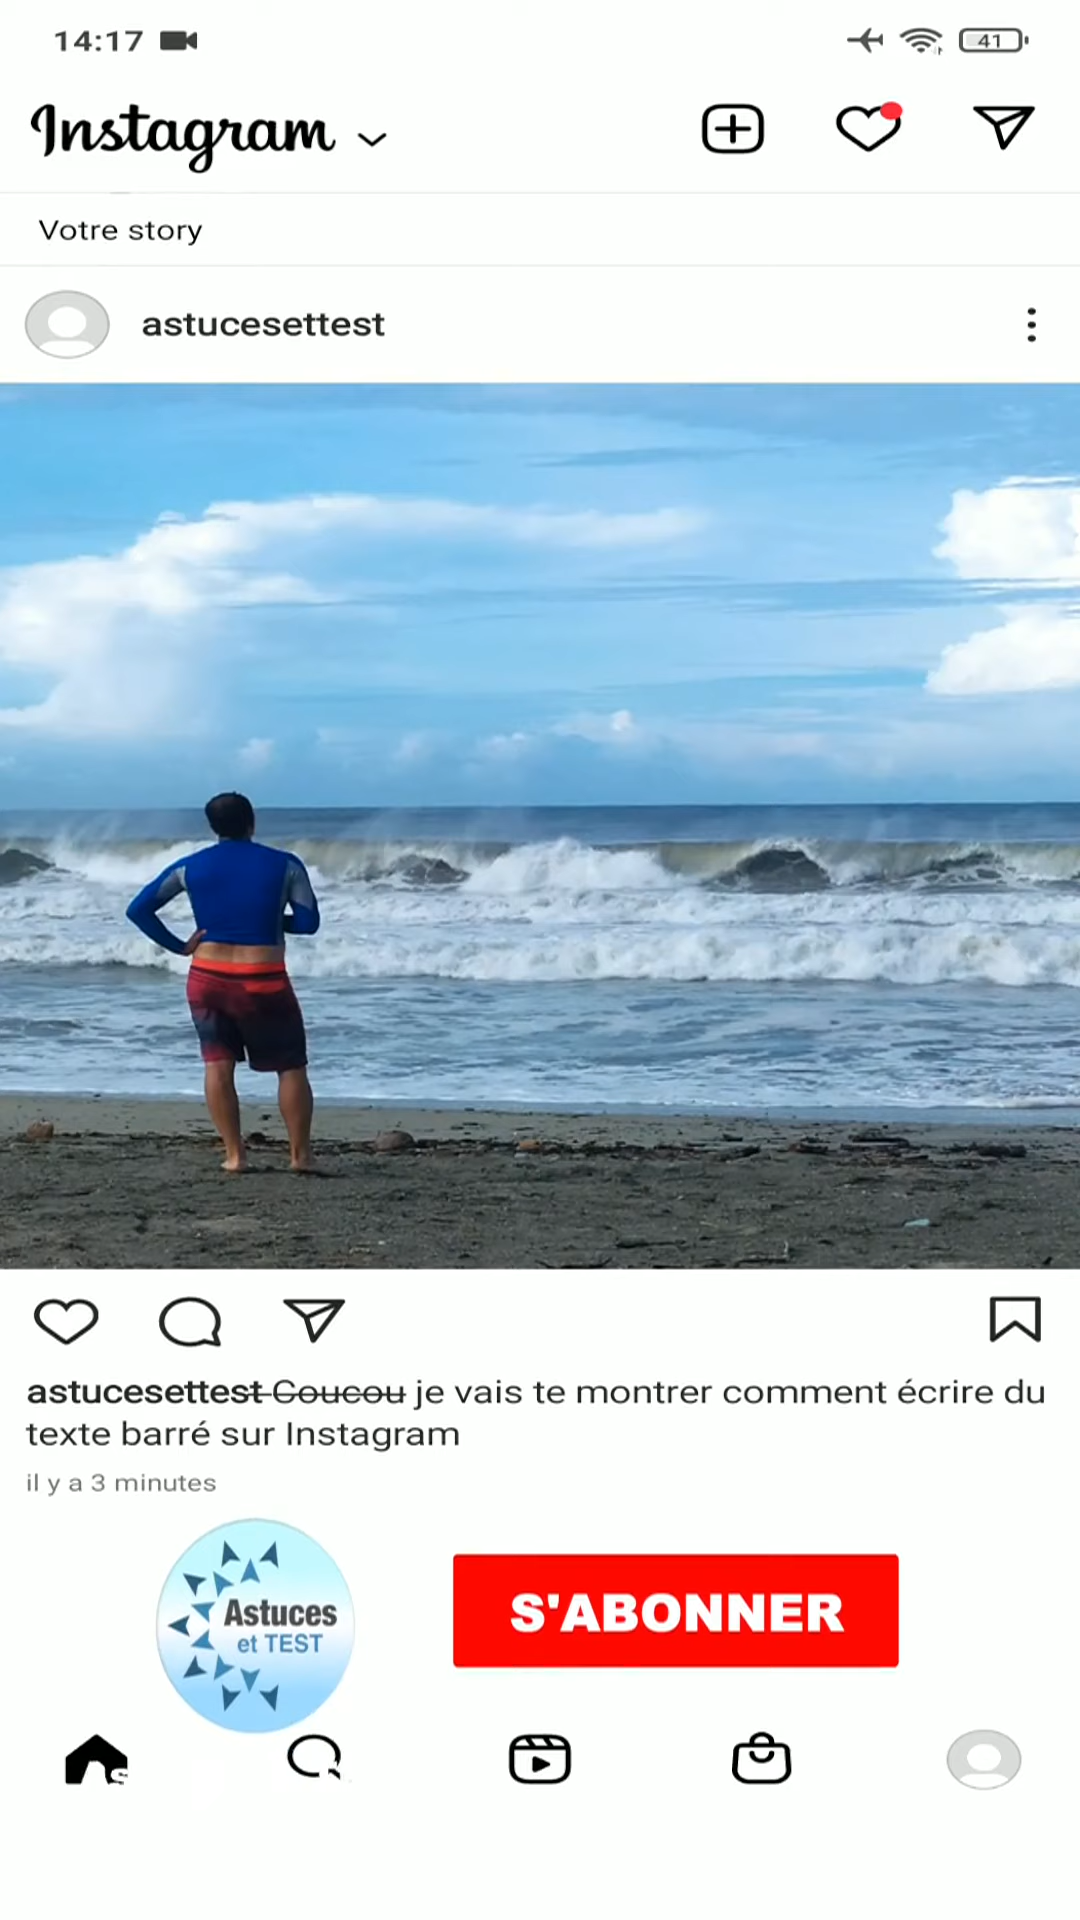 14:17
41
Instagram
Votre story
astucesettest
astucesettest Coucou je vais te montrer comment écrire du
texte barré sur Instagram
il y a 3 minutes
Astuces
et TEST
S'ABONNER